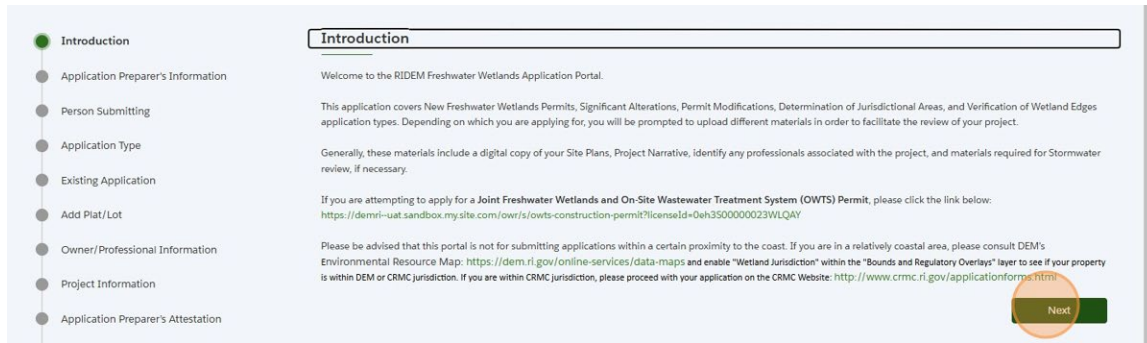 Introduction
Application Preparer's Information
Person Submitting
Application Type
Existing Application
Add Plat/Lot
Owner/Professional Information
Project Information
Application Preparer's Attestation
Introduction
Welcome to the RIDEM Freshwater Wetlands Application Portal.
This application covers New Freshwater Wetlands Permits, Significant Alterations, Permit Modifications, Determination of Jurisdictional Areas, and Verification of Wetland Edges
application types. Depending on which you are applying for, you will be prompted to upload different materials in order to facilitate the review of your project.
Generally, these materials include a digital copy of your Site Plans, Project Narrative, identify any professionals associated with the project, and materials required for Stormwater
review, if necessary.
If you are attempting to apply for a Joint Freshwater Wetlands and On-Site Wastewater Treatment System (OWTS) Permit, please click the link below:
https://demri--uat.sandbox.my.site.com/owr/s/owts-construction-permit?licenseId=0eh3S00000023WLQAY
Please be advised that this portal is not for submitting applications within a certain proximity to the coast. If you are in a relatively coastal area, please consult DEM's
Environmental Resource Map: https://dem.ri.gov/online-services/data-maps and enable "Wetland Jurisdiction" within the "Bounds and Regulatory Overlays" layer to see if your property
is within DEM or CRMC jurisdiction. If you are within CRMC jurisdiction, please proceed with your application on the CRMC Website: http://www.crmc.ri.gov/applicationforms.html
Next